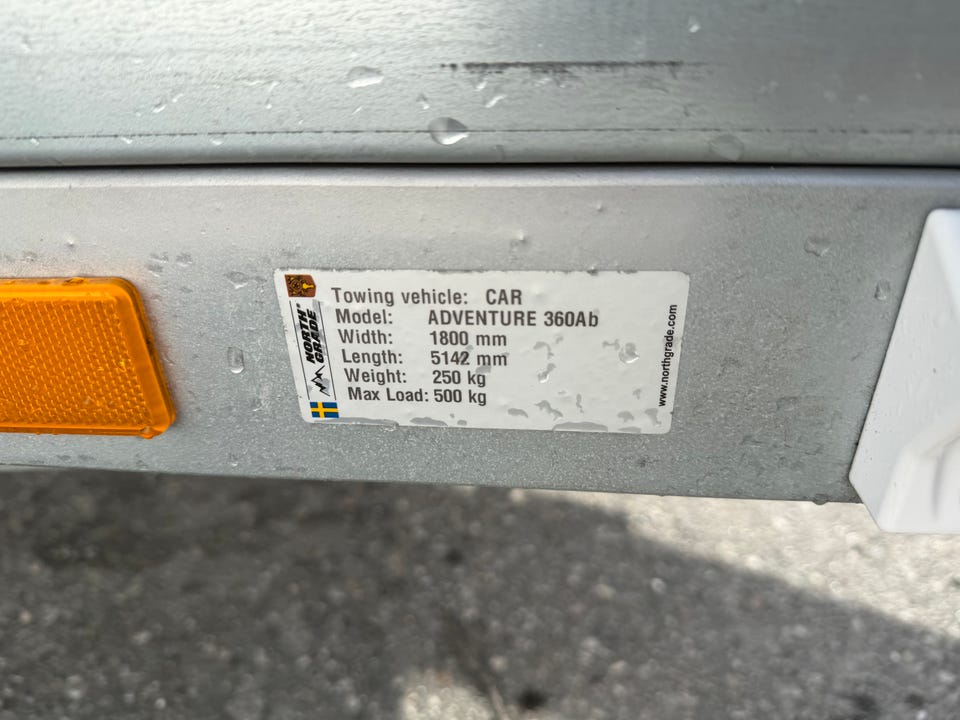 Towing vehicle: CAR
Model: ADVENTURE 360Ab
Width: 1800 mm
Length: 5142 mm
Weight: 250 kg
Max Load: 500 kg
NORTH®
GRADE
www.northgrade.com